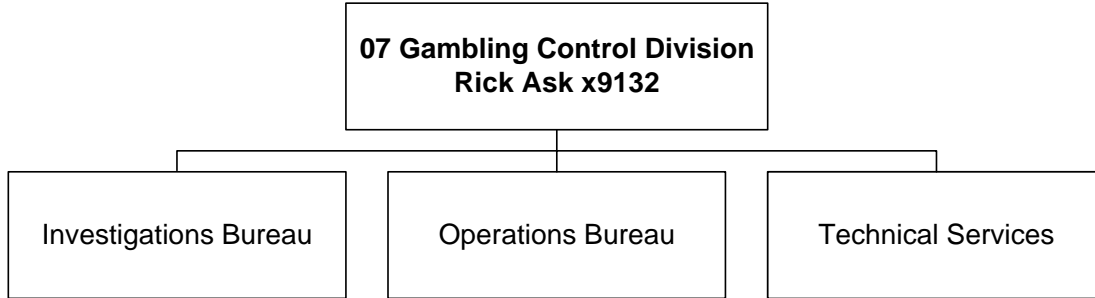 07 Gambling Control Division
Rick Ask x9132
Investigations Bureau
Operations Bureau
Technical Services